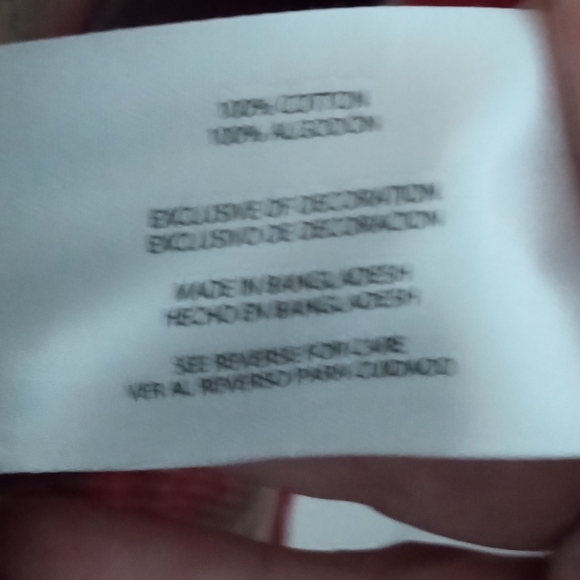 100% COTTON
100% ALGODON
EXCLUSIVE OF DECORATION
EXCLUSIVO DE DECORACION
MADE IN BANGLADESH
HECHO EN BANGLADESH
SEE REVERSE FOR CARE
VER AL REVERSO PARA CUIDADO